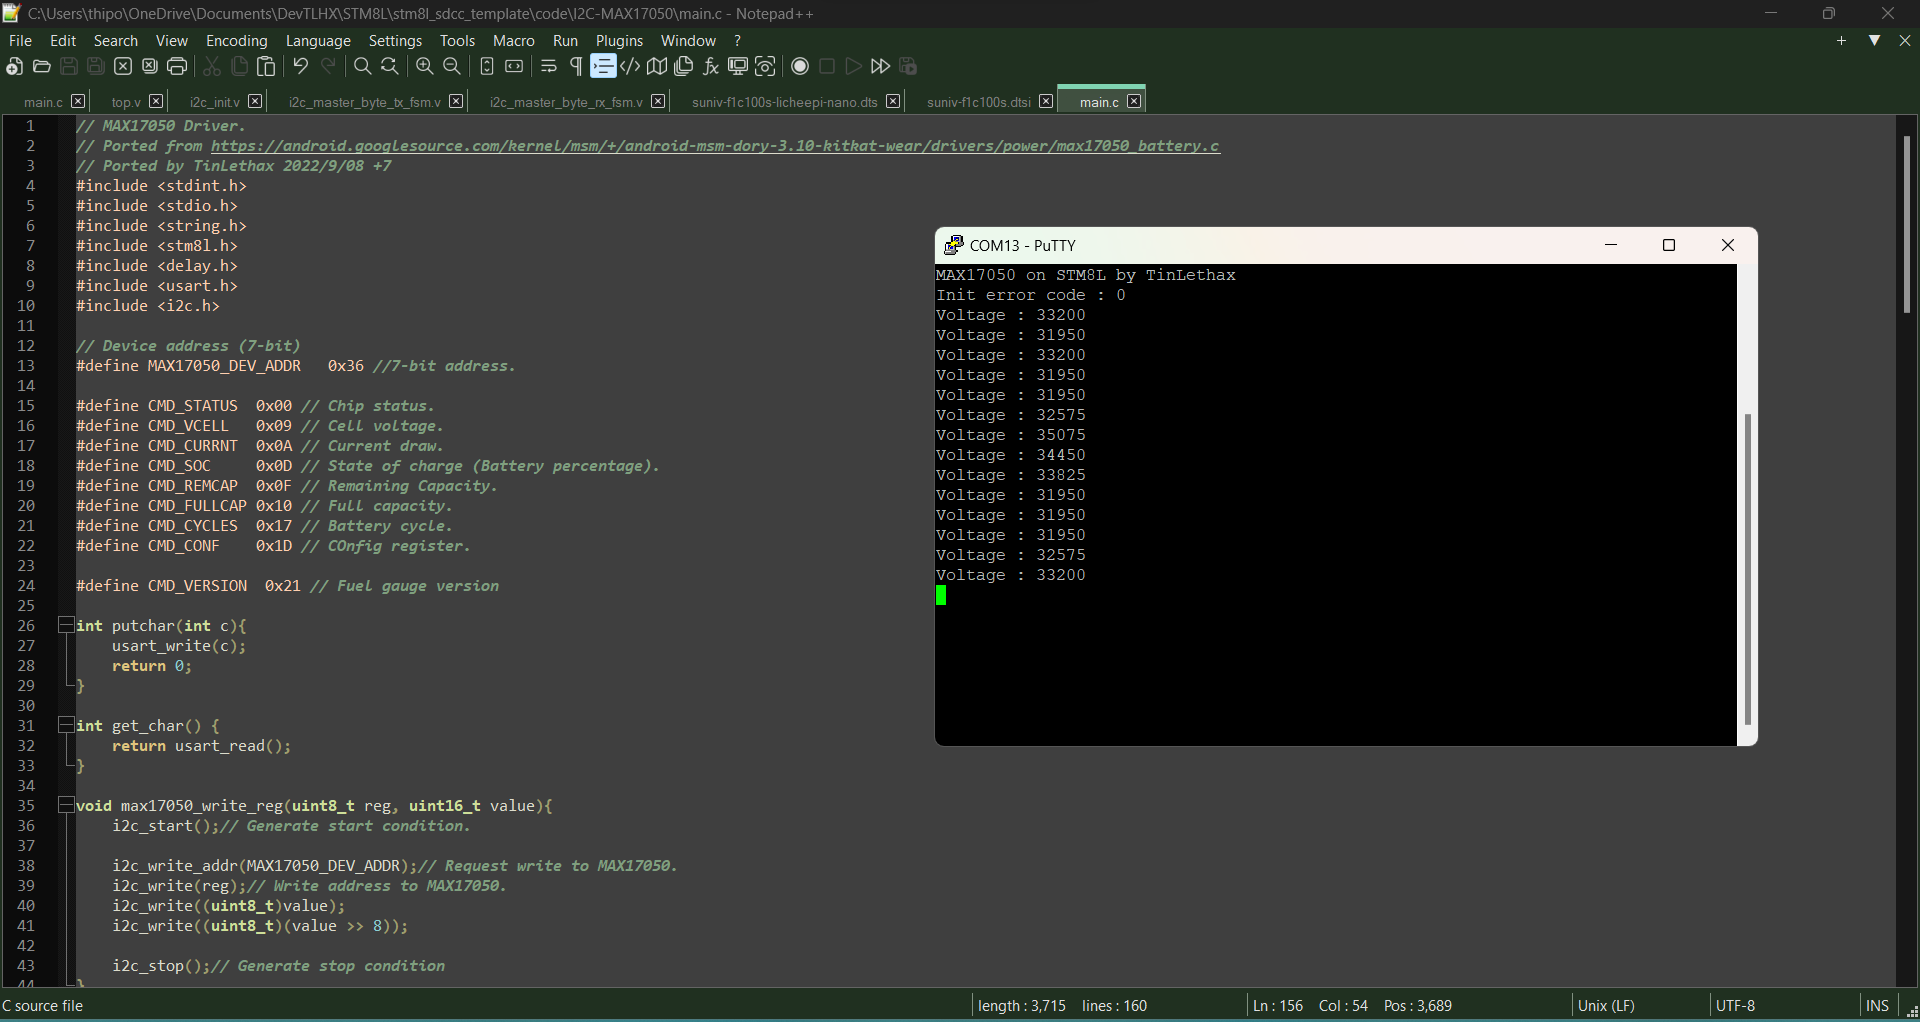 C:\Users\thipo\OneDrive\Documents\DevTLHX\STM8L\stm8l_sdcc_template\code\I2C-MAX17050\main.c - Notepad++
File Edit Search View Encoding Language Settings Tools Macro Run Plugins Window ?
main.c top.v i2c_init.v i2c_master_byte_tx_fsm.v i2c_master_byte_rx_fsm.v suniv-f1c100s-licheepi-nano.dts suniv-f1c100s.dtsi main.c
1 // MAX17050 Driver.
2 // Ported from https://android.googlesource.com/kernel/msm/+/android-msm-dory-3.10-kitkat-wear/drivers/power/max17050_battery.c
3 // Ported by TinLethax 2022/9/08 +7
4 #include <stdint.h>
5 #include <stdio.h>
6 #include <string.h>
7 #include <stm8l.h>
8 #include <delay.h>
9 #include <usart.h>
10 #include <i2c.h>
11
12 // Device address (7-bit)
13 #define MAX17050_DEV_ADDR 0x36 //7-bit address.
14
15 #define CMD_STATUS 0x00 // Chip status.
16 #define CMD_VCELL 0x09 // Cell voltage.
17 #define CMD_CURRNT 0x0A // Current draw.
18 #define CMD_SOC 0x0D // State of charge (Battery percentage).
19 #define CMD_REMCAP 0x0F // Remaining Capacity.
20 #define CMD_FULLCAP 0x10 // Full capacity.
21 #define CMD_CYCLES 0x17 // Battery cycle.
22 #define CMD_CONF 0x1D // COnfig register.
23
24 #define CMD_VERSION 0x21 // Fuel gauge version
25
26 int putchar(int c){
27 usart_write(c);
28 return 0;
29 }
30
31 int get_char() {
32 return usart_read();
33 }
34
35 void max17050_write_reg(uint8_t reg, uint16_t value){
36 i2c_start();// Generate start condition.
37
38 i2c_write_addr(MAX17050_DEV_ADDR);// Request write to MAX17050.
39 i2c_write(reg);// Write address to MAX17050.
40 i2c_write((uint8_t)value);
41 i2c_write((uint8_t)(value >> 8));
42
43 i2c_stop();// Generate stop condition
44 }
COM13 - PuTTY
MAX17050 on STM8L by TinLethax
Init error code : 0
Voltage : 33200
Voltage : 31950
Voltage : 33200
Voltage : 31950
Voltage : 31950
Voltage : 32575
Voltage : 35075
Voltage : 34450
Voltage : 33825
Voltage : 31950
Voltage : 31950
Voltage : 31950
Voltage : 32575
Voltage : 33200
C source file length : 3,715 lines : 160 Ln : 156 Col : 54 Pos : 3,689 Unix (LF) UTF-8 INS